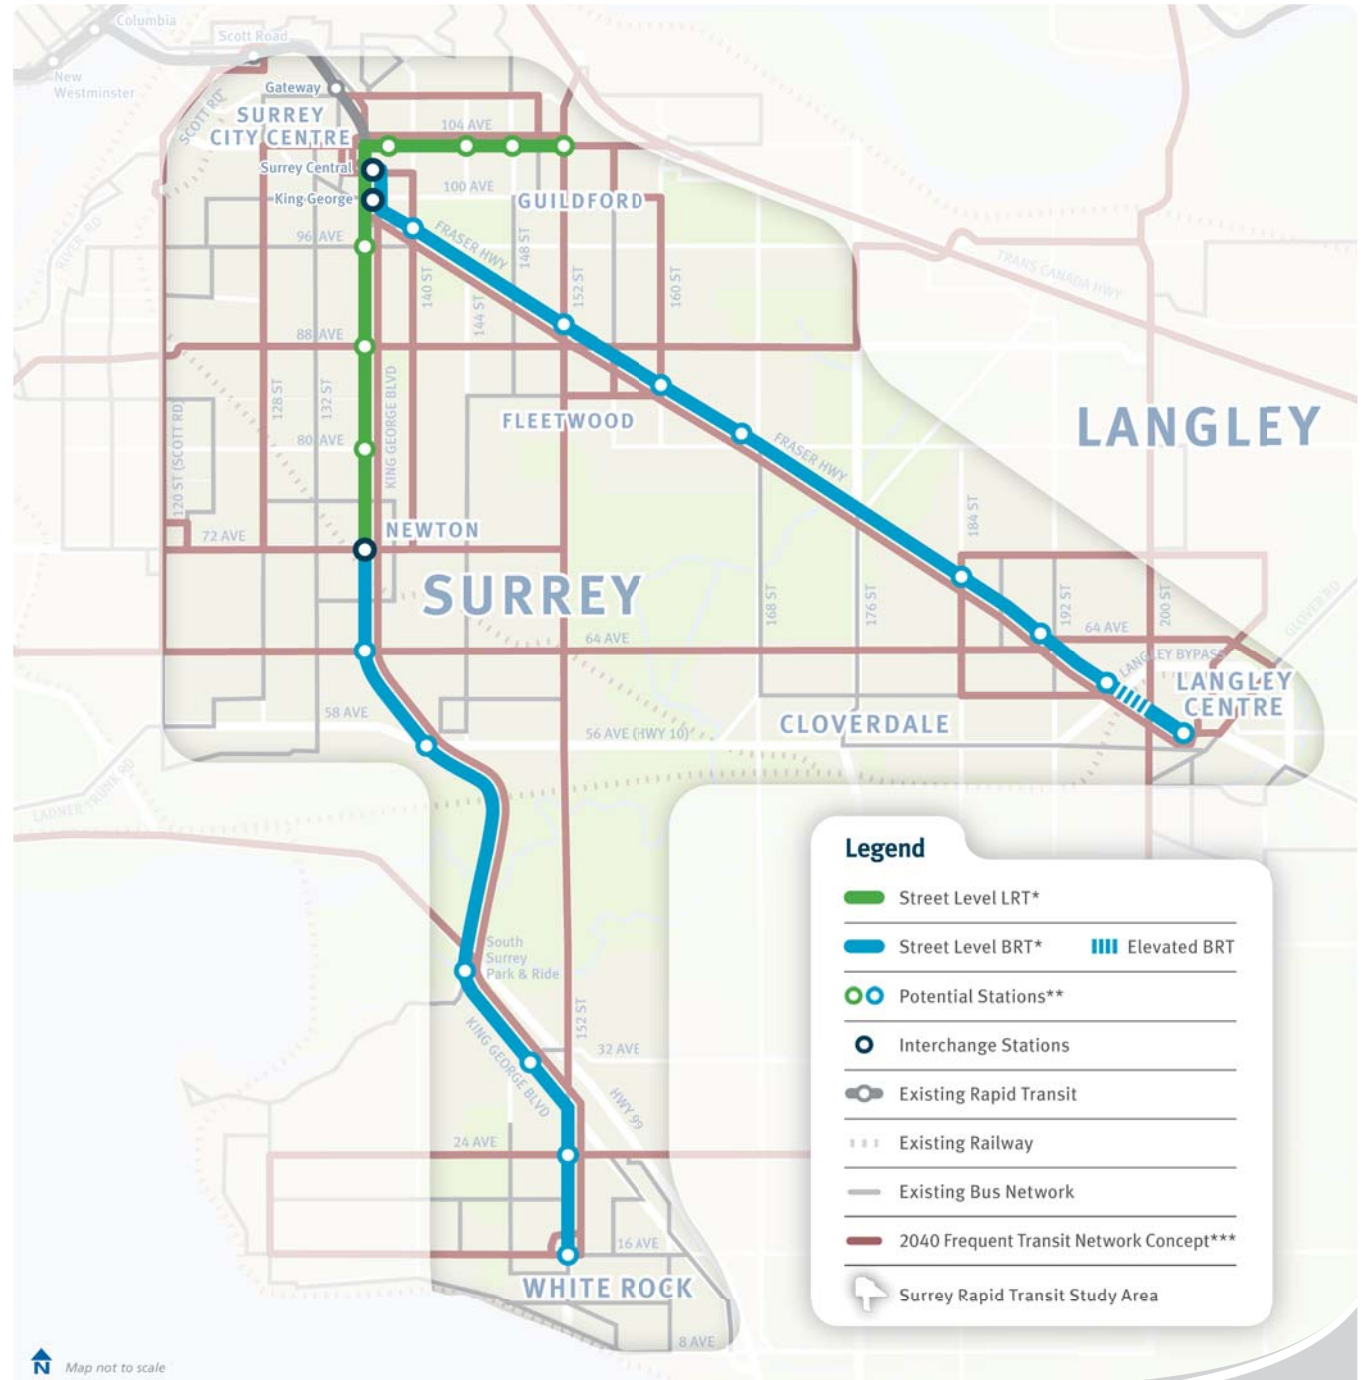 Columbia
Scott Road
New
Westminster
Gateway
SCOTT RD
SURREY
CITY CENTRE
104 AVE
Surrey Central
King George
100 AVE
GUILDFORD
RIVER RD
96 AVE
FRASER HWY
148 ST
140 ST
144 ST
152 ST
160 ST
TRANS CANADA HWY
88 AVE
128 ST
132 ST
KING GEORGE BLVD
FLEETWOOD
LANGLEY
80 AVE
FRASER HWY
120 ST (SCOTT RD)
184 ST
72 AVE
NEWTON
SURREY
168 ST
176 ST
192 ST
200 ST
GLOVER RD
64 AVE
64 AVE
LANGLEY BYPASS
LANGLEY
CENTRE
58 AVE
CLOVERDALE
56 AVE (HWY 10)
LADNER TRUNK RD
South
Surrey
Park & Ride
152 ST
KING GEORGE BLVD
32 AVE
HWY 99
24 AVE
16 AVE
WHITE ROCK
8 AVE
Legend
Street Level LRT*
Street Level BRT* Elevated BRT
Potential Stations**
Interchange Stations
Existing Rapid Transit
Existing Railway
Existing Bus Network
2040 Frequent Transit Network Concept***
Surrey Rapid Transit Study Area
N Map not to scale